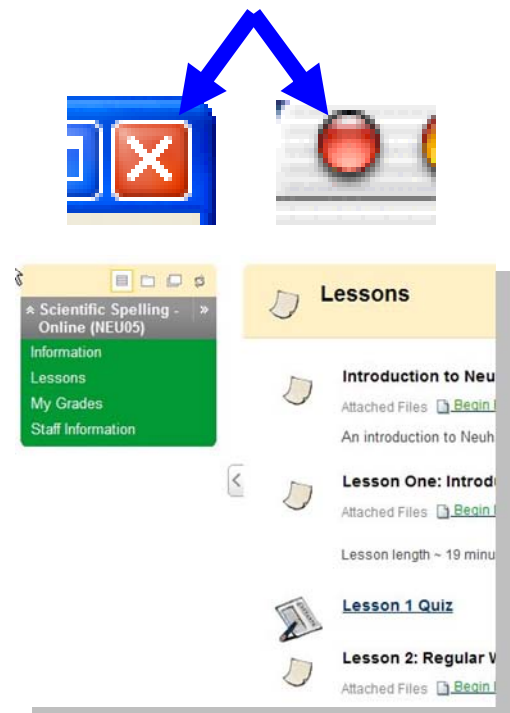 Scientific Spelling -
Online (NEU05)
Information
Lessons
My Grades
Staff Information
Lessons
Introduction to Neu
Attached Files Begin
An introduction to Neuh
Lesson One: Introd
Attached Files Begin
Lesson length ~ 19 minu
Lesson 1 Quiz
Lesson 2: Regular
Attached Files Begin